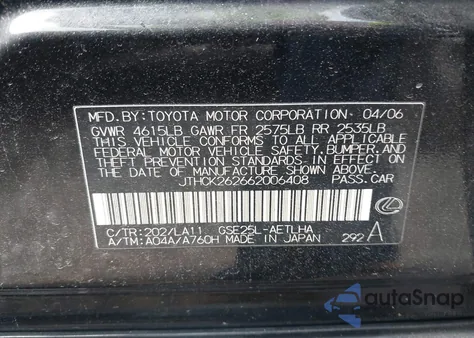 MFD. BY: TOYOTA MOTOR CORPORATION 04/06
GVWR 4615LB GAWR FR 2575LB RR 2535LB
THIS VEHICLE CONFORMS TO ALL APPLICABLE
FEDERAL MOTOR VEHICLE SAFETY, BUMPER, AND
THEFT PREVENTION STANDARDS IN EFFECT ON
THE DATE OF MANUFACTURE SHOWN ABOVE.
JTHCK262662006408 PASS. CAR
C/TR: 202/LA11 GSE25L-AETLHA
A/TM: A04A/A760H MADE IN JAPAN 292 A
autoSnap